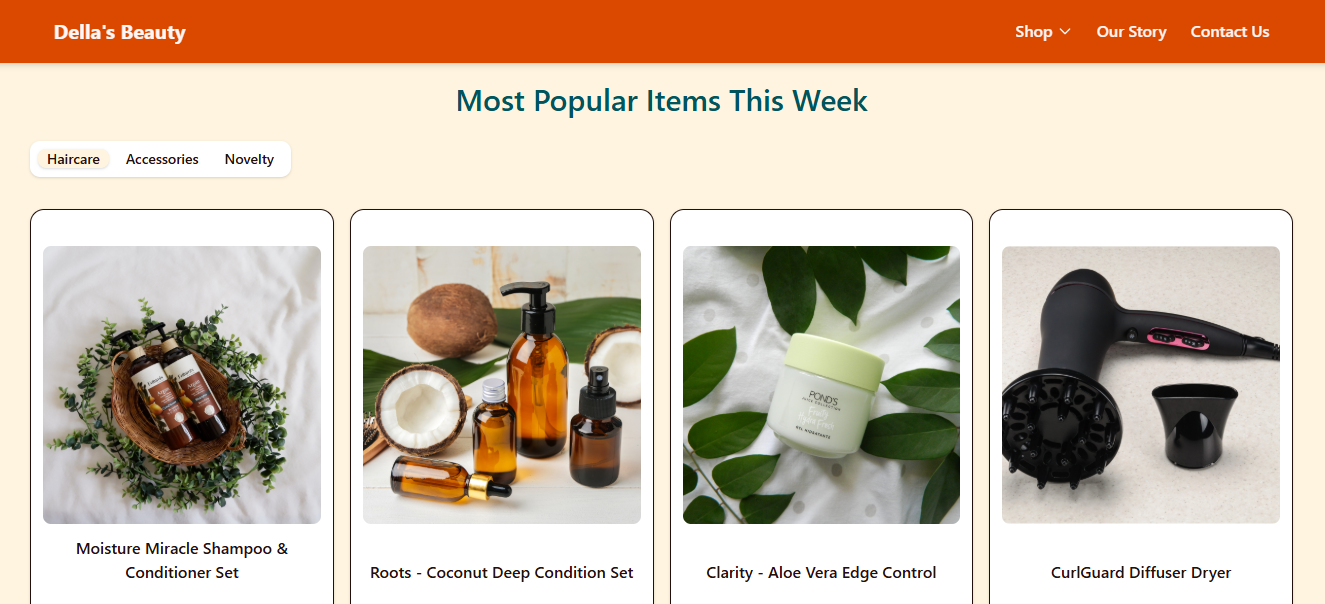 Della's Beauty
Shop
Our Story
Contact Us
Most Popular Items This Week
Haircare
Accessories
Novelty
POND'S
Moisture Miracle Shampoo &
Conditioner Set
Roots - Coconut Deep Condition Set
Clarity - Aloe Vera Edge Control
CurlGuard Diffuser Dryer